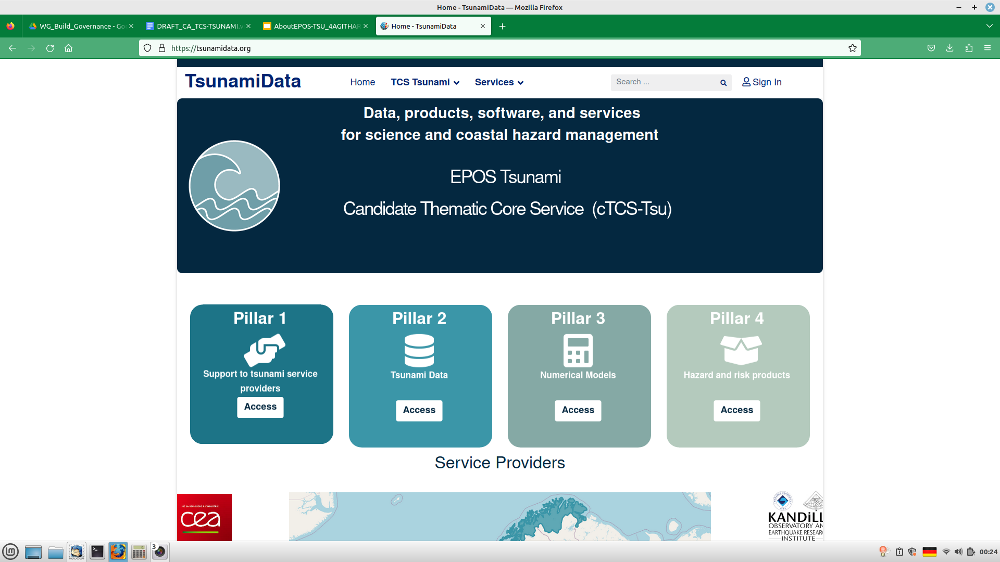 Home - TsunamiData — Mozilla Firefox
WG_Build_Governance - Go
DRAFT_CA_TCS-TSUNAMI.v
AboutEPOS-TSU_4AGITHAR
Home - TsunamiData
https://tsunamidata.org
TsunamiData
Home
TCS Tsunami
Services
Search ...
Sign In
Data, products, software, and services
for science and coastal hazard management
EPOS Tsunami
Candidate Thematic Core Service (cTCS-Tsu)
Pillar 1
Support to tsunami service
providers
Access
Pillar 2
Tsunami Data
Access
Pillar 3
Numerical Models
Access
Pillar 4
Hazard and risk products
Access
Service Providers
DE LA RECHERCHE À L'INDUSTRIE
cea
KANDiLL
OBSERVATORY AN
EARTHQUAKE RESEAR
INSTITUTE
3
00:24